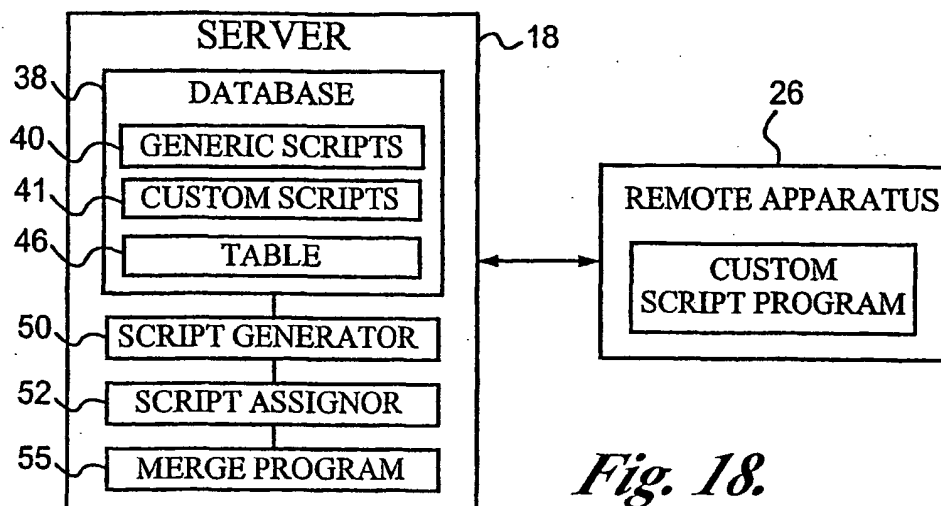 SERVER
18
38
DATABASE
40
GENERIC SCRIPTS
41
CUSTOM SCRIPTS
46
TABLE
50
SCRIPT GENERATOR
52
SCRIPT ASSIGNOR
55
MERGE PROGRAM
26
REMOTE APPARATUS
CUSTOM
SCRIPT PROGRAM
Fig. 18.